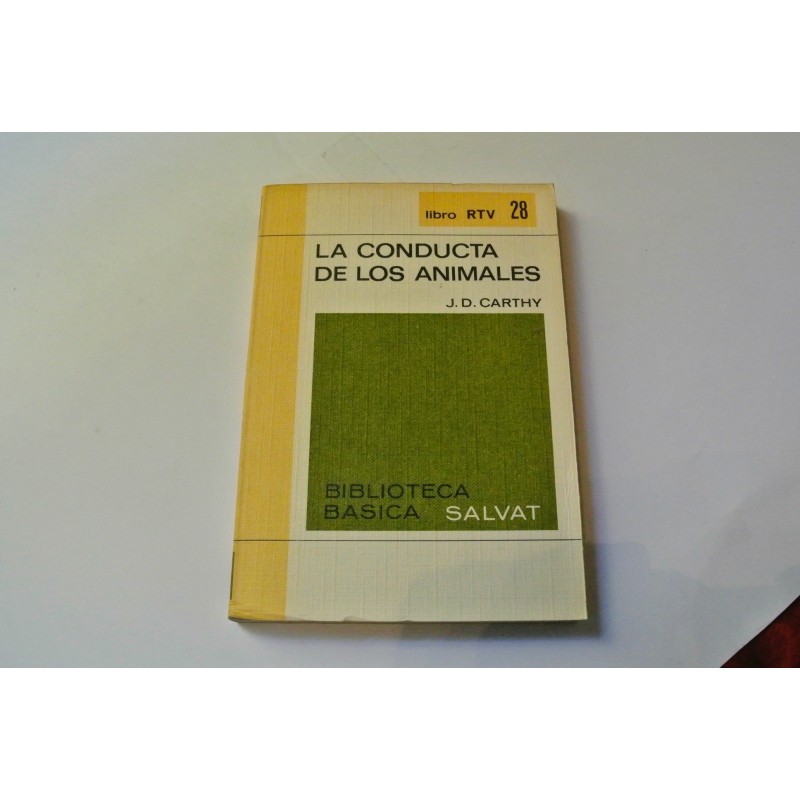 libro RTV 28
LA CONDUCTA
DE LOS ANIMALES
J. D. CARTHY
BIBLIOTECA
BASICA SALVAT